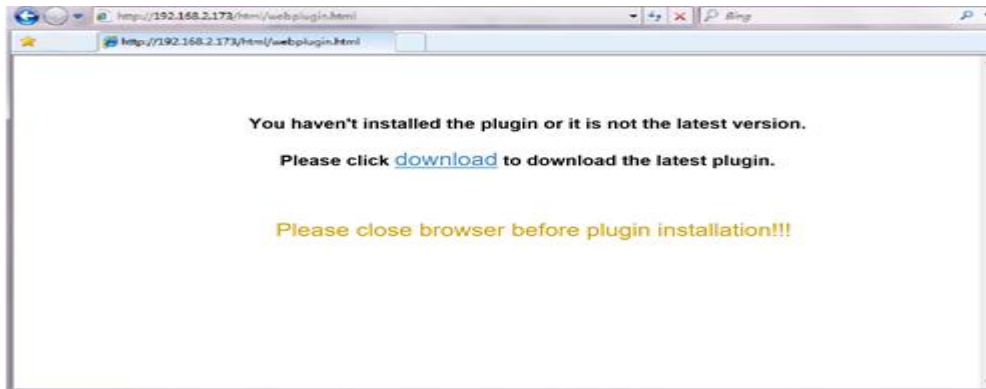 http://192.168.2.173/html/webplugin.html
Bing
http://192.168.2.173/html/webplugin.html
You haven't installed the plugin or it is not the latest version.
Please click download to download the latest plugin.
Please close browser before plugin installation!!!